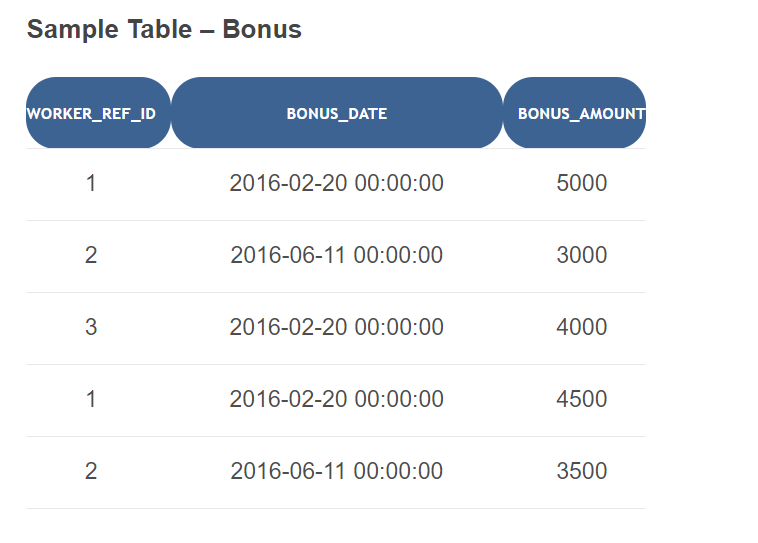 Sample Table – Bonus
WORKER_REF_ID BONUS_DATE BONUS_AMOUNT
1 2016-02-20 00:00:00 5000
2 2016-06-11 00:00:00 3000
3 2016-02-20 00:00:00 4000
1 2016-02-20 00:00:00 4500
2 2016-06-11 00:00:00 3500